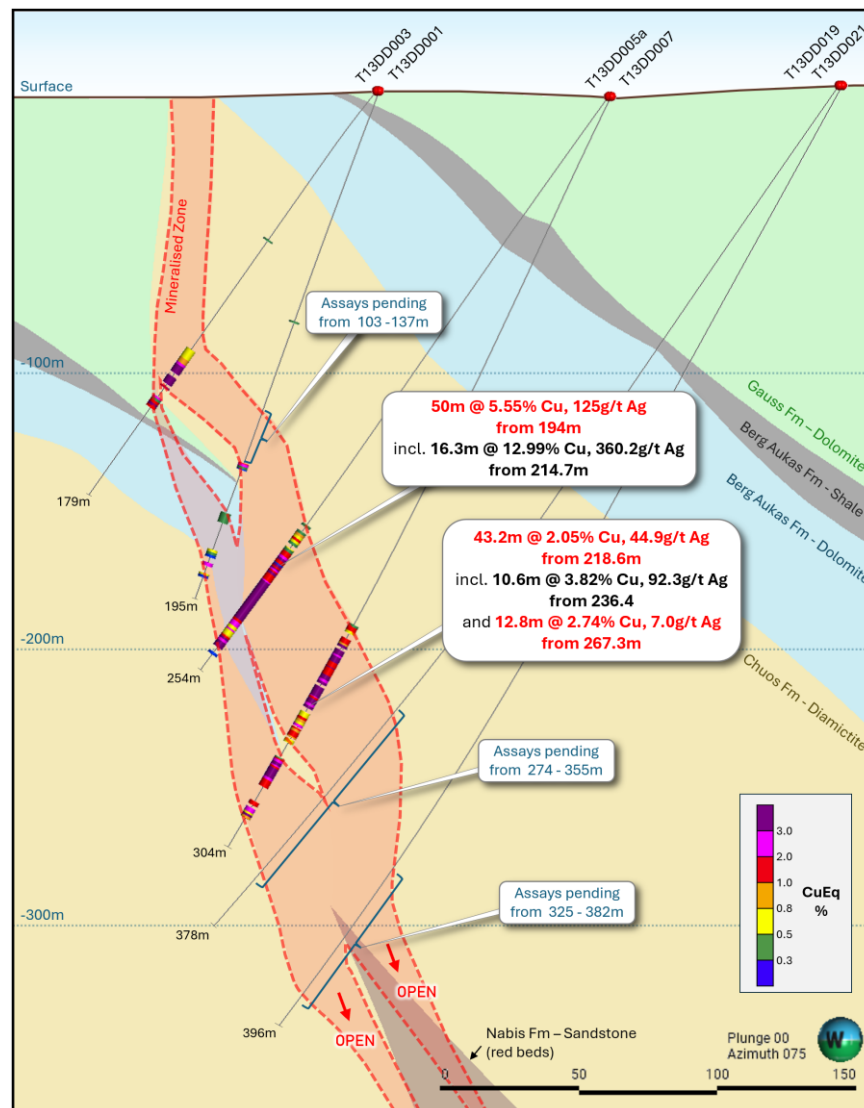 T13DD003
T13DD001
T13DD005a
T13DD007
T13DD019
T13DD021
Surface
Mineralised Zone
Assays pending
from 103 -137m
-100m
50m @ 5.55% Cu, 125g/t Ag
from 194m
incl. 16.3m @ 12.99% Cu, 360.2g/t Ag
from 214.7m
Gauss Fm - Dolomite
Berg Aukas Fm - Shale
Berg Aukas Fm - Dolomite
Chuos Fm - Diamictite
179m
43.2m @ 2.05% Cu, 44.9g/t Ag
from 218.6m
incl. 10.6m @ 3.82% Cu, 92.3g/t Ag
from 236.4
and 12.8m @ 2.74% Cu, 7.0g/t Ag
from 267.3m
195m
-200m
254m
Assays pending
from 274 - 355m
304m
3.0
2.0
1.0
0.8
0.5
0.3
CuEq
%
Assays pending
from 325 - 382m
-300m
378m
OPEN
OPEN
396m
Nabis Fm – Sandstone
(red beds)
Plunge 00
Azimuth 075
W
0
50
100
150